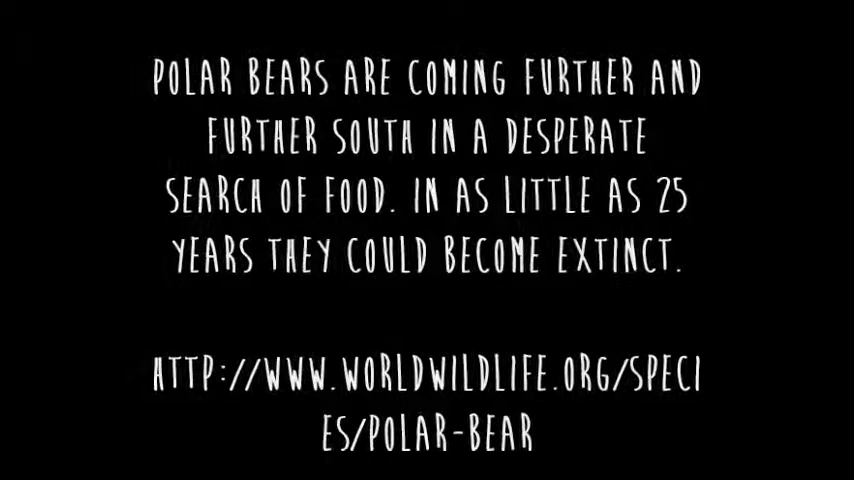 POLAR BEARS ARE COMING FURTHER AND
FURTHER SOUTH IN A DESPERATE
SEARCH OF FOOD. IN AS LITTLE AS 25
YEARS THEY COULD BECOME EXTINCT.
HTTP://WWW.WORLDWILDLIFE.ORG/SPECI
ES/POLAR-BEAR